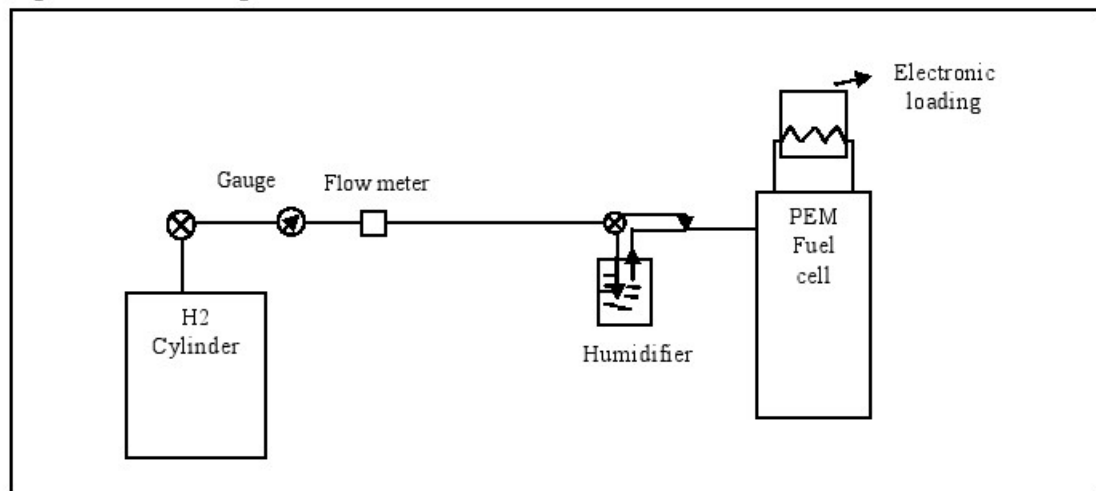 Electronic
loading
Gauge
Flow meter
PEM
Fuel
cell
H2
Cylinder
Humidifier